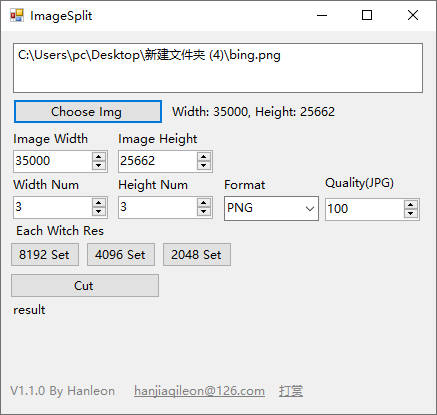 ImageSplit
C:\Users\pc\Desktop\新建文件夹 (4)\bing.png
Choose Img Width: 35000, Height: 25662
Image Width Image Height
35000 25662
Width Num Height Num Format Quality(JPG)
3 3 PNG 100
Each Witch Res
8192 Set 4096 Set 2048 Set
Cut
result
V1.1.0 By Hanleon hanjiaqileon@126.com 打赏